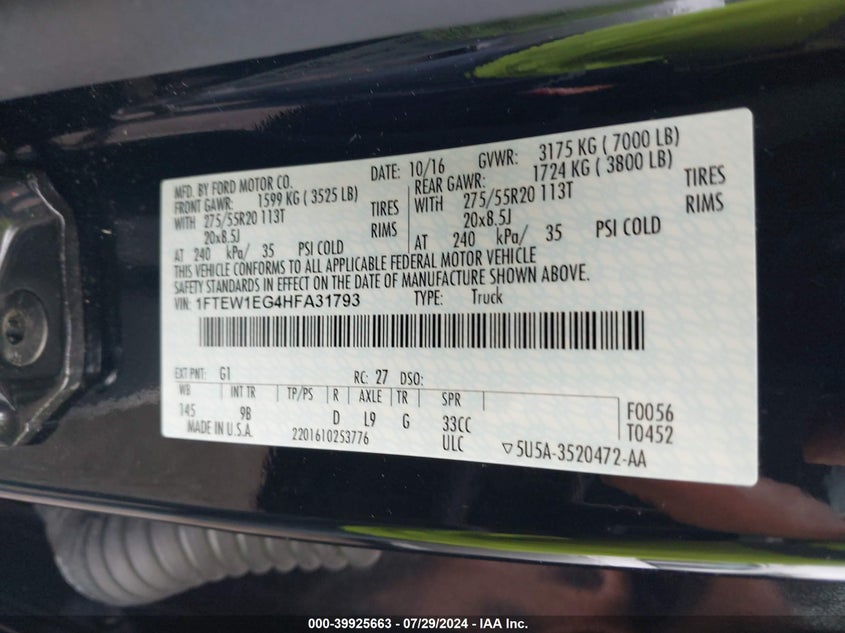 MFD. BY FORD MOTOR CO. DATE: 10/16 GVWR: 3175 KG ( 7000 LB)
FRONT GAWR: 1599 KG ( 3525 LB) REAR GAWR: 1724 KG ( 3800 LB)
WITH 275/55R20 113T TIRES WITH 275/55R20 113T TIRES
20x8.5J RIMS 20x8.5J RIMS
AT 240 kPa/ 35 PSI COLD AT 240 kPa/ 35 PSI COLD
THIS VEHICLE CONFORMS TO ALL APPLICABLE FEDERAL MOTOR VEHICLE
SAFETY STANDARDS IN EFFECT ON THE DATE OF MANUFACTURE SHOWN ABOVE.
VIN: 1FTEW1EG4HFA31793 TYPE: Truck
EXT PNT: G1 RC: 27 DSO:
WB INT TR TP/PS R AXLE TR SPR
145 9B D L9 G 33CC F0056
MADE IN U.S.A. 2201610253776 ULC T0452
▽5U5A-3520472-AA
000-39925663 - 07/29/2024 - IAA Inc.